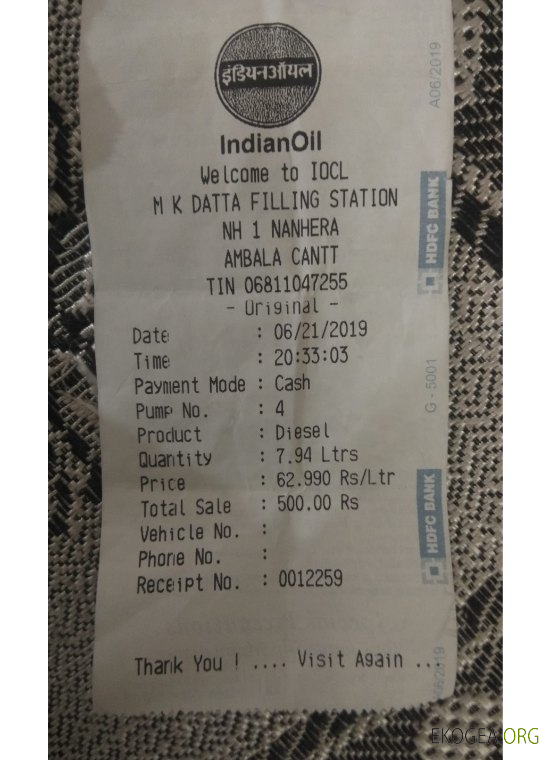 इंडियनऑयल
IndianOil
Welcome to IOCL
M K DATTA FILLING STATION
NH 1 NANHERA
AMBALA CANTT
TIN 06811047255
- Original -
Date : 06/21/2019
Time : 20:33:03
Payment Mode : Cash
Pump No. : 4
Product : Diesel
Quantity : 7.94 Ltrs
Price : 62.990 Rs/Ltr
Total Sale : 500.00 Rs
Vehicle No. :
Phone No. :
Receipt No. : 0012259
Thank You ! .... Visit Again ...
A06/2019
HDFC BANK
G - 5001
HDFC BANK
06/2019
EKOGEA.ORG